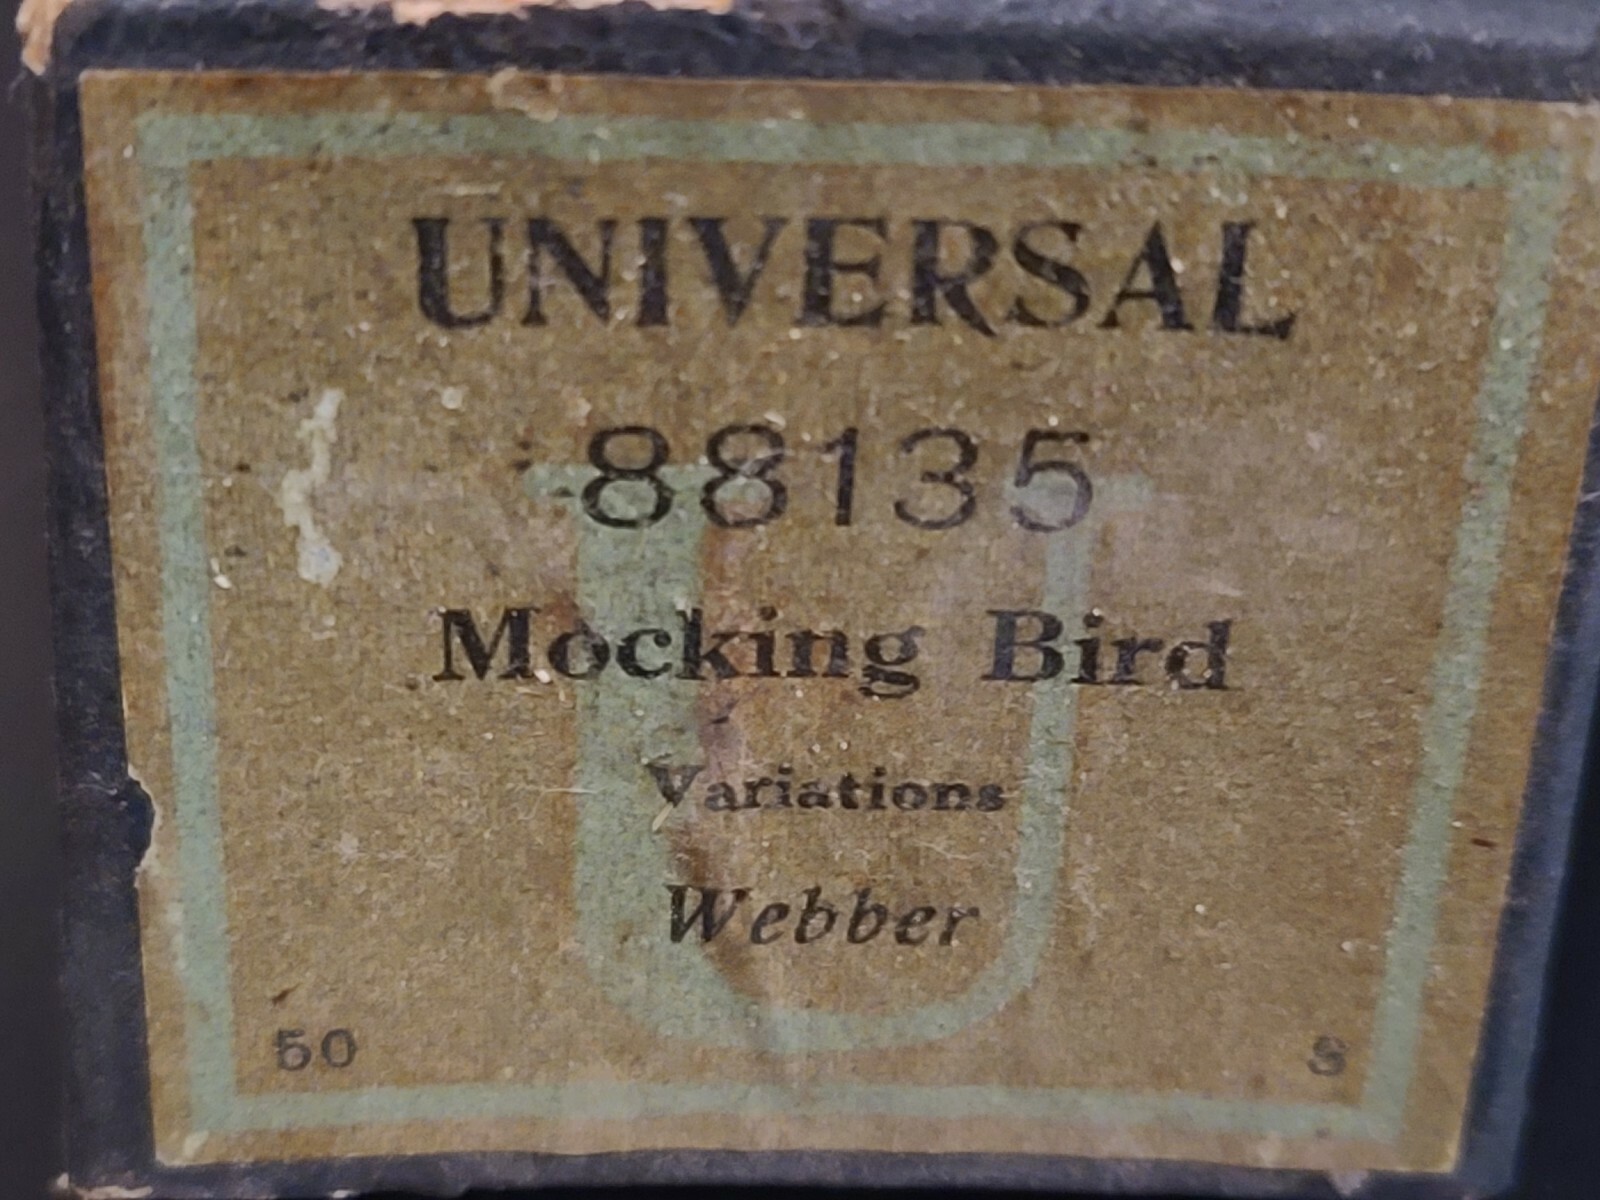 UNIVERSAL
88135
Mocking Bird
Variations
Webber
50 S
U